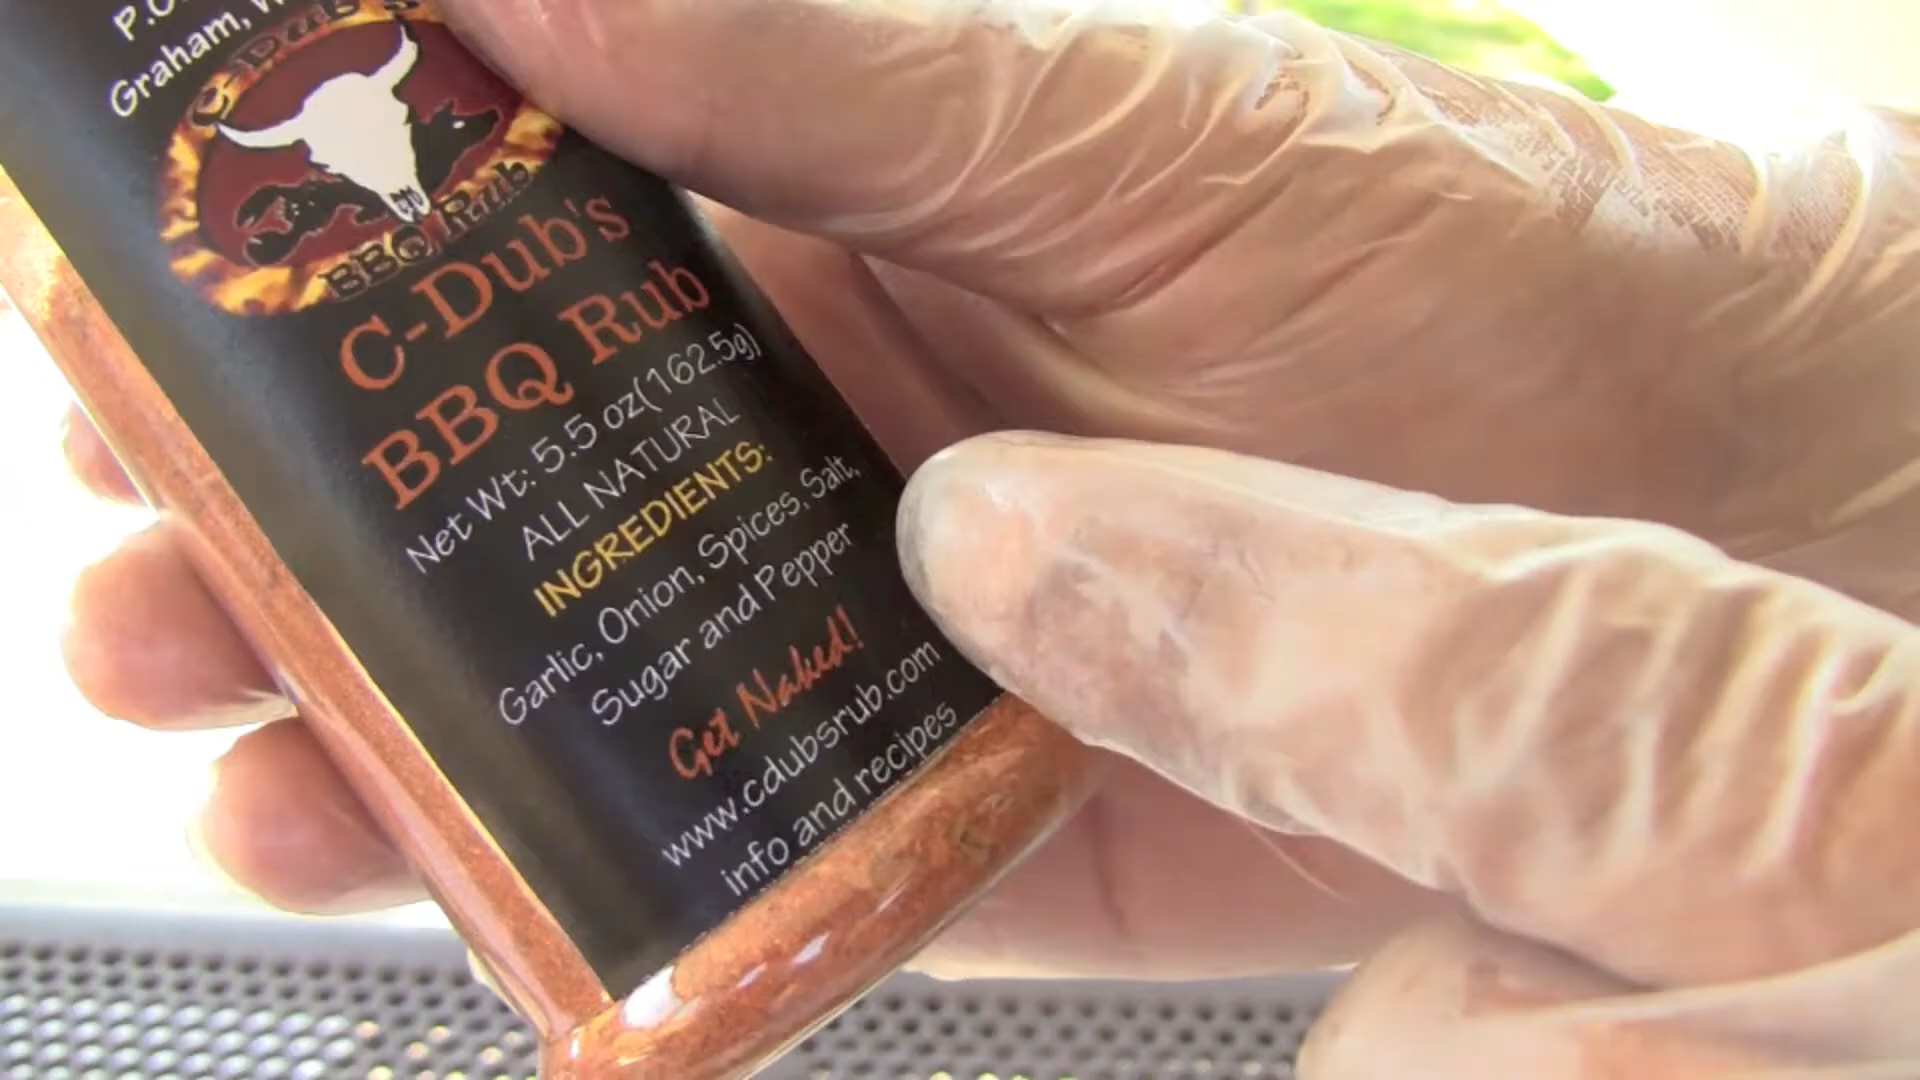 P.O.
Graham, W
C-Dub's
BBQ Rub
C-Dub's
BBQ Rub
Net Wt: 5.5 oz(162.5g)
ALL NATURAL
INGREDIENTS:
Garlic, Onion, Spices, Salt,
Sugar and Pepper
Get Naked!
www.cdubsrub.com
info and recipes